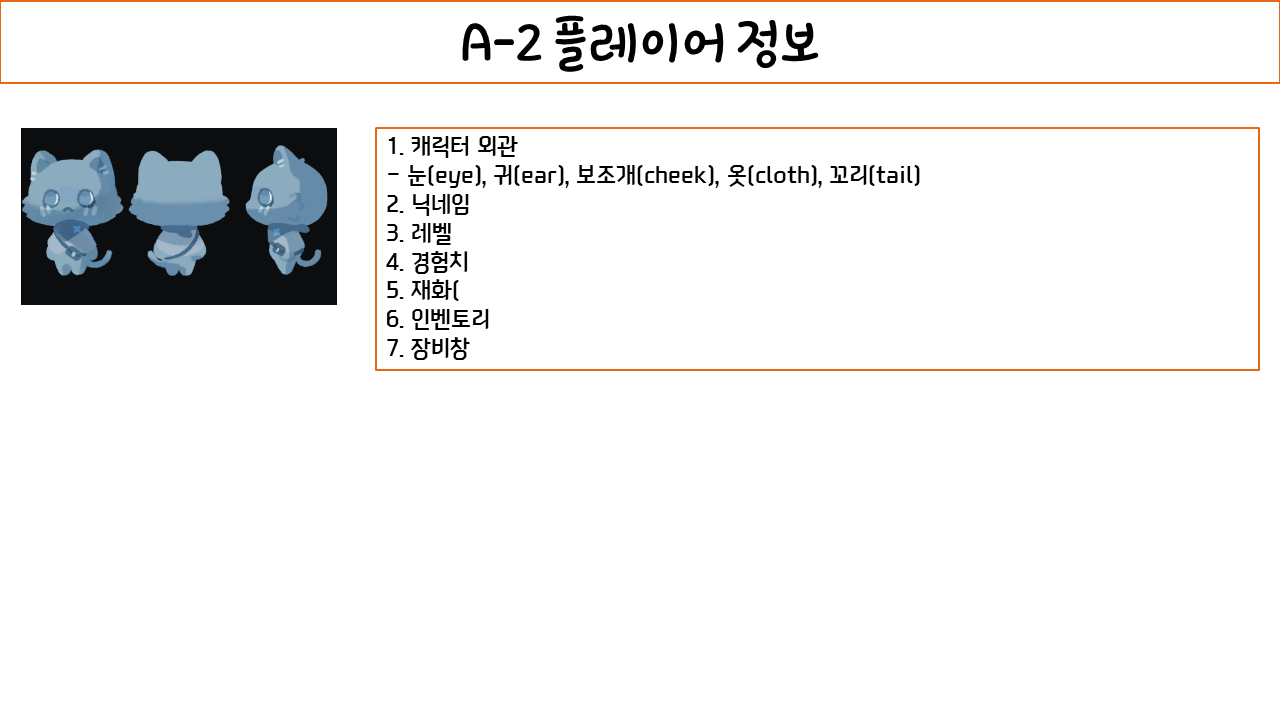 A-2 플레이어 정보
1. 캐릭터 외관
- 눈(eye), 귀(ear), 보조개(cheek), 옷(cloth), 꼬리(tail)
2. 닉네임
3. 레벨
4. 경험치
5. 재화(
6. 인벤토리
7. 장비창